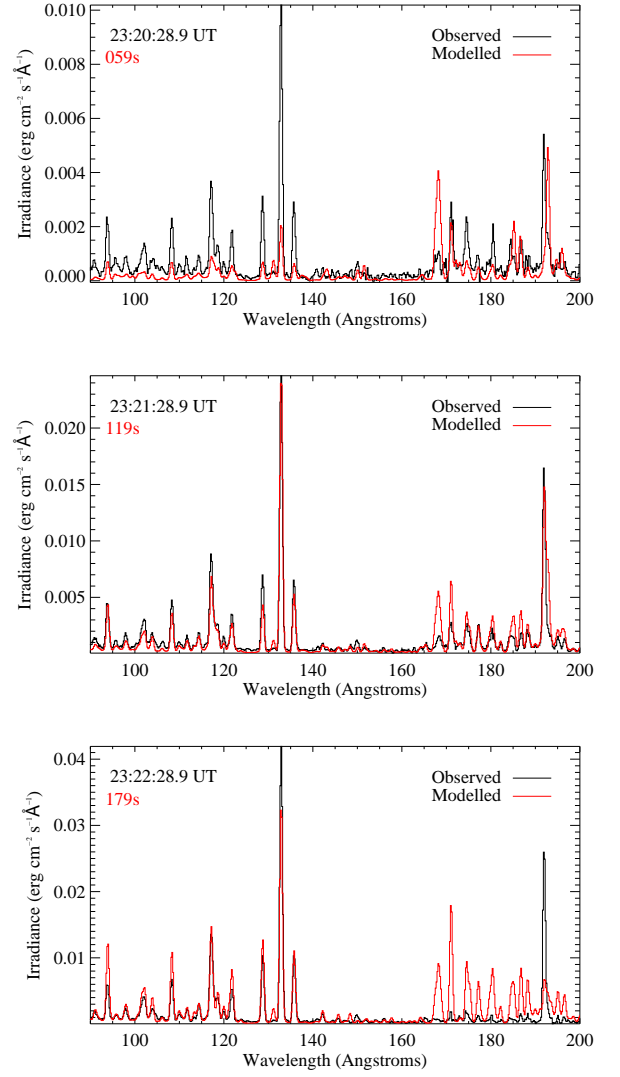 23:20:28.9 UT
059s
Observed
Modelled
0.010
0.008
0.006
0.004
0.002
0.000
Irradiance (erg cm⁻² s⁻¹Å⁻¹)
100 120 140 160 180 200
Wavelength (Angstroms)
23:21:28.9 UT
119s
Observed
Modelled
0.020
0.015
0.010
0.005
Irradiance (erg cm⁻² s⁻¹Å⁻¹)
100 120 140 160 180 200
Wavelength (Angstroms)
23:22:28.9 UT
179s
Observed
Modelled
0.04
0.03
0.02
0.01
Irradiance (erg cm⁻² s⁻¹Å⁻¹)
100 120 140 160 180 200
Wavelength (Angstroms)